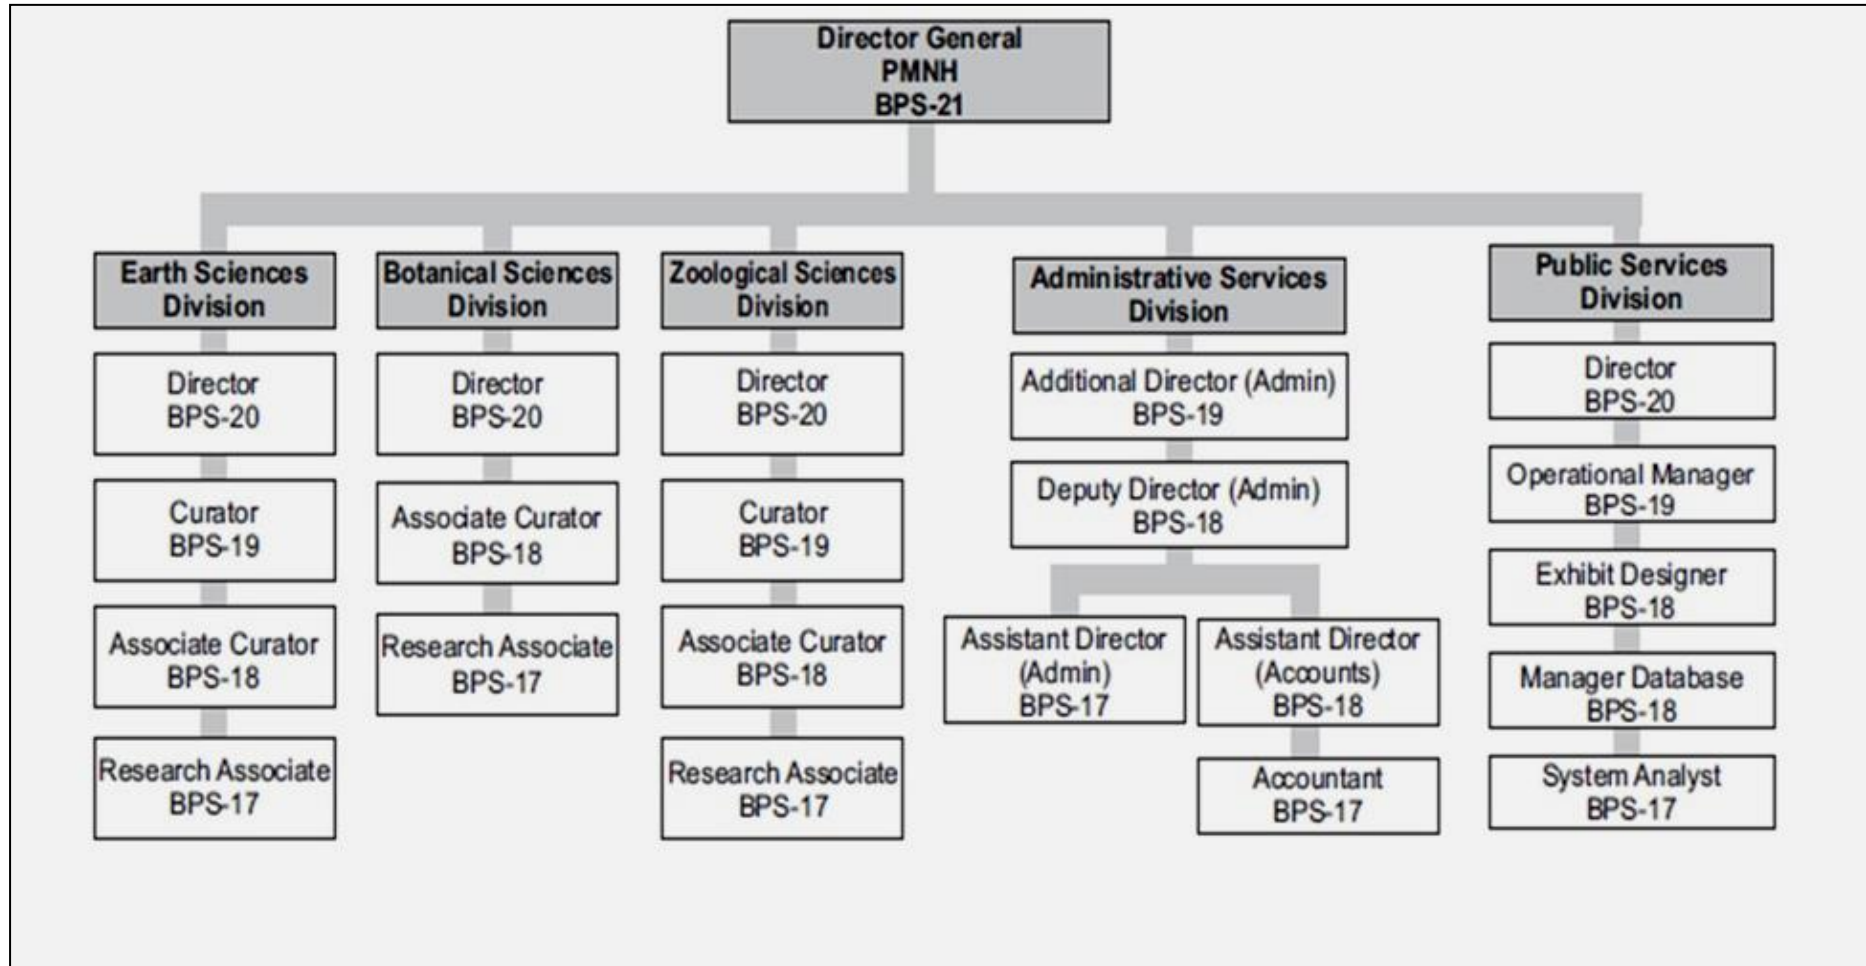 Director General
PMNH
BPS-21
Earth Sciences
Division
Director
BPS-20
Curator
BPS-19
Associate Curator
BPS-18
Research Associate
BPS-17
Botanical Sciences
Division
Director
BPS-20
Associate Curator
BPS-18
Research Associate
BPS-17
Zoological Sciences
Division
Director
BPS-20
Curator
BPS-19
Associate Curator
BPS-18
Research Associate
BPS-17
Administrative Services
Division
Additional Director (Admin)
BPS-19
Deputy Director (Admin)
BPS-18
Assistant Director
(Admin)
BPS-17
Assistant Director
(Accounts)
BPS-18
Accountant
BPS-17
Public Services
Division
Director
BPS-20
Operational Manager
BPS-19
Exhibit Designer
BPS-18
Manager Database
BPS-18
System Analyst
BPS-17